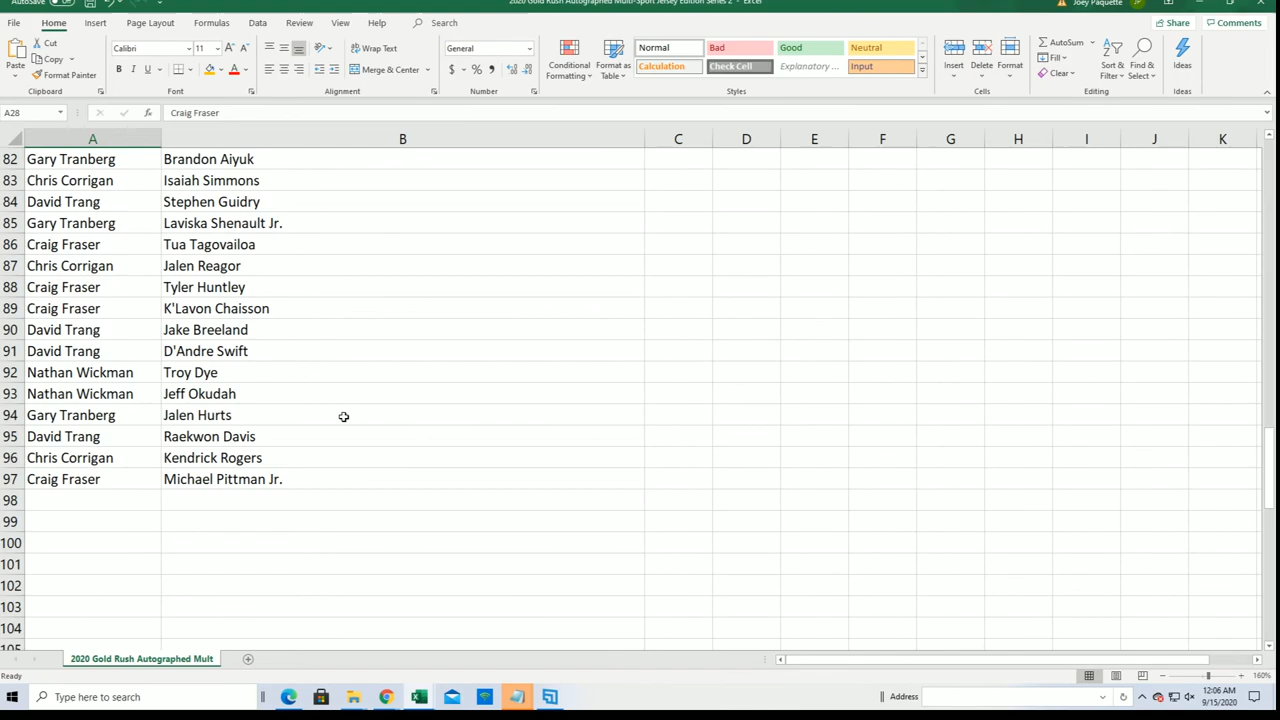 AutoSave
2020 Gold Rush Autographed Multi-Sport Jersey Edition Series 2 - Excel
Joey Paquette
JP
File Home Insert Page Layout Formulas Data Review View Help Search Share Comments
Paste Cut Copy Format Painter Calibri 11 Wrap Text Merge & Center General Conditional Formatting Format as Table Normal Bad Good Neutral Calculation Check Cell Explanatory ... Input Insert Delete Format AutoSum Fill Clear Sort & Filter Find & Select Ideas
Clipboard Font Alignment Number Styles Cells Editing Ideas
A28 fx Craig Fraser
A B C D E F G H I J K
82 Gary Tranberg Brandon Aiyuk
83 Chris Corrigan Isaiah Simmons
84 David Trang Stephen Guidry
85 Gary Tranberg Laviska Shenault Jr.
86 Craig Fraser Tua Tagovailoa
87 Chris Corrigan Jalen Reagor
88 Craig Fraser Tyler Huntley
89 Craig Fraser K'Lavon Chaisson
90 David Trang Jake Breeland
91 David Trang D'Andre Swift
92 Nathan Wickman Troy Dye
93 Nathan Wickman Jeff Okudah
94 Gary Tranberg Jalen Hurts
95 David Trang Raekwon Davis
96 Chris Corrigan Kendrick Rogers
97 Craig Fraser Michael Pittman Jr.
98
99
100
101
102
103
104
105
2020 Gold Rush Autographed Mult
Ready 160%
Type here to search Address 12:06 AM
9/15/2020